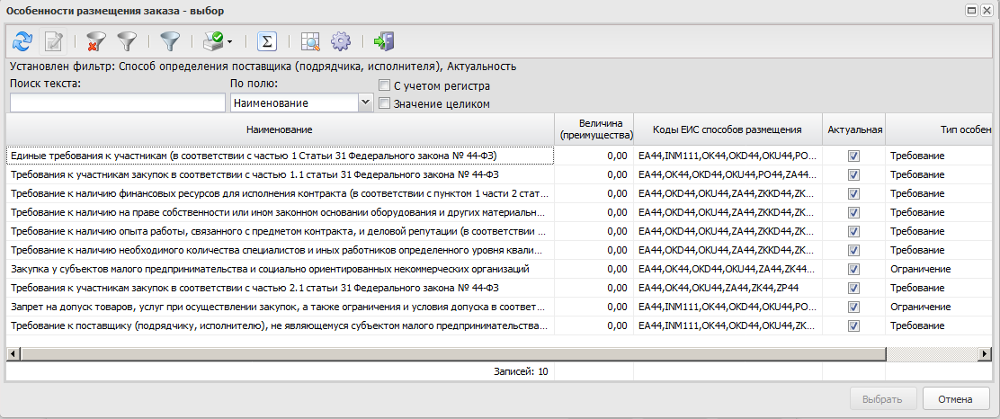 Особенности размещения заказа - выбор
Σ
Установлен фильтр: Способ определения поставщика (подрядчика, исполнителя), Актуальность
Поиск текста: По полю: С учетом регистра
Наименование Значение целиком
Наименование Величина (преимущества) Коды ЕИС способов размещения Актуальная Тип особен
Единые требования к участникам (в соответствии с частью 1 Статьи 31 Федерального закона № 44-ФЗ) 0,00 EA44,INM111,OK44,OKD44,OKU44,PO... Требование
Требования к участникам закупок в соответствии с частью 1.1 статьи 31 Федерального закона № 44-ФЗ 0,00 EA44,OK44,OKD44,OKU44,PO44,ZA44... Требование
Требование к наличию финансовых ресурсов для исполнения контракта (в соответствии с пунктом 1 части 2 стат... 0,00 EA44,OKD44,OKU44,ZA44,ZKKD44,ZK... Требование
Требование к наличию на праве собственности или ином законном основании оборудования и других материальн... 0,00 EA44,OKD44,OKU44,ZA44,ZKKD44,ZK... Требование
Требование к наличию опыта работы, связанного с предметом контракта, и деловой репутации (в соответствии ... 0,00 EA44,OKD44,OKU44,ZA44,ZKKD44,ZK... Требование
Требование к наличию необходимого количества специалистов и иных работников определенного уровня квали... 0,00 EA44,OKD44,OKU44,ZA44,ZKKD44,ZK... Требование
Закупка у субъектов малого предпринимательства и социально ориентированных некоммерческих организаций 0,00 EA44,OK44,OKD44,OKU44,ZA44,ZK44... Ограничение
Требования к участникам закупок в соответствии с частью 2.1 статьи 31 Федерального закона № 44-ФЗ 0,00 EA44,OK44,OKU44,ZA44,ZK44,ZP44 Требование
Запрет на допуск товаров, услуг при осуществлении закупок, а также ограничения и условия допуска в соответ... 0,00 EA44,INM111,OK44,OKD44,OKU44,PO... Ограничение
Требование к поставщику (подрядчику, исполнителю), не являющемуся субъектом малого предпринимательства... 0,00 EA44,INM111,OK44,OKD44,OKU44,ZK... Требование
Записей: 10
Выбрать Отмена